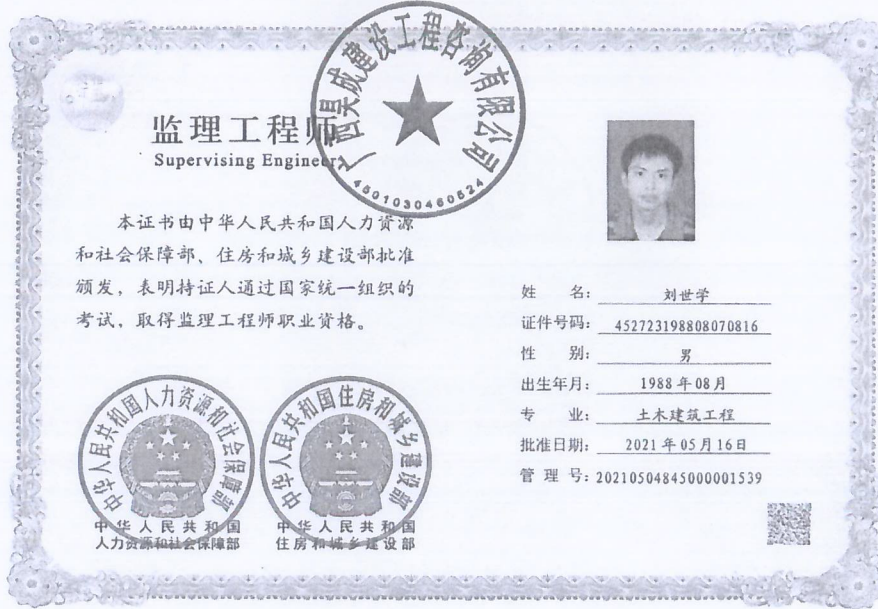 广西昊成建设工程咨询有限公司
4501030460524
监理工程师
Supervising Engineer
本证书由中华人民共和国人力资源
和社会保障部、住房和城乡建设部批准
颁发，表明持证人通过国家统一组织的
考试，取得监理工程师职业资格。
姓 名： 刘世学
证件号码： 452723198808070816
性 别： 男
出生年月： 1988年08月
专 业： 土木建筑工程
批准日期： 2021年05月16日
管 理 号： 20210504845000001539
中华人民共和国人力资源和社会保障部
中华人民共和国住房和城乡建设部
中华人民共和国
人力资源和社会保障部
中华人民共和国
住房和城乡建设部